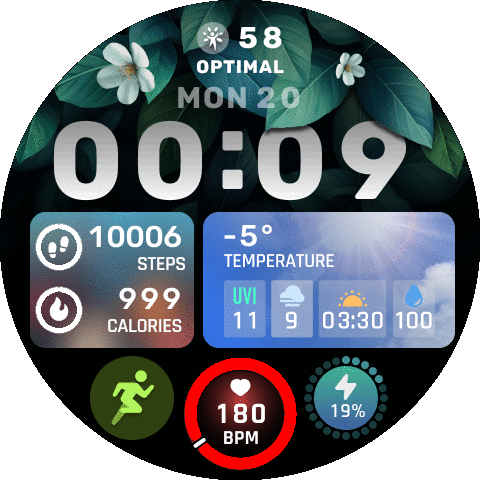 58
OPTIMAL
MON 20
00:09
10006
STEPS
999
CALORIES
-5°
TEMPERATURE
UVI
11
9
03:30
100
180
BPM
19%